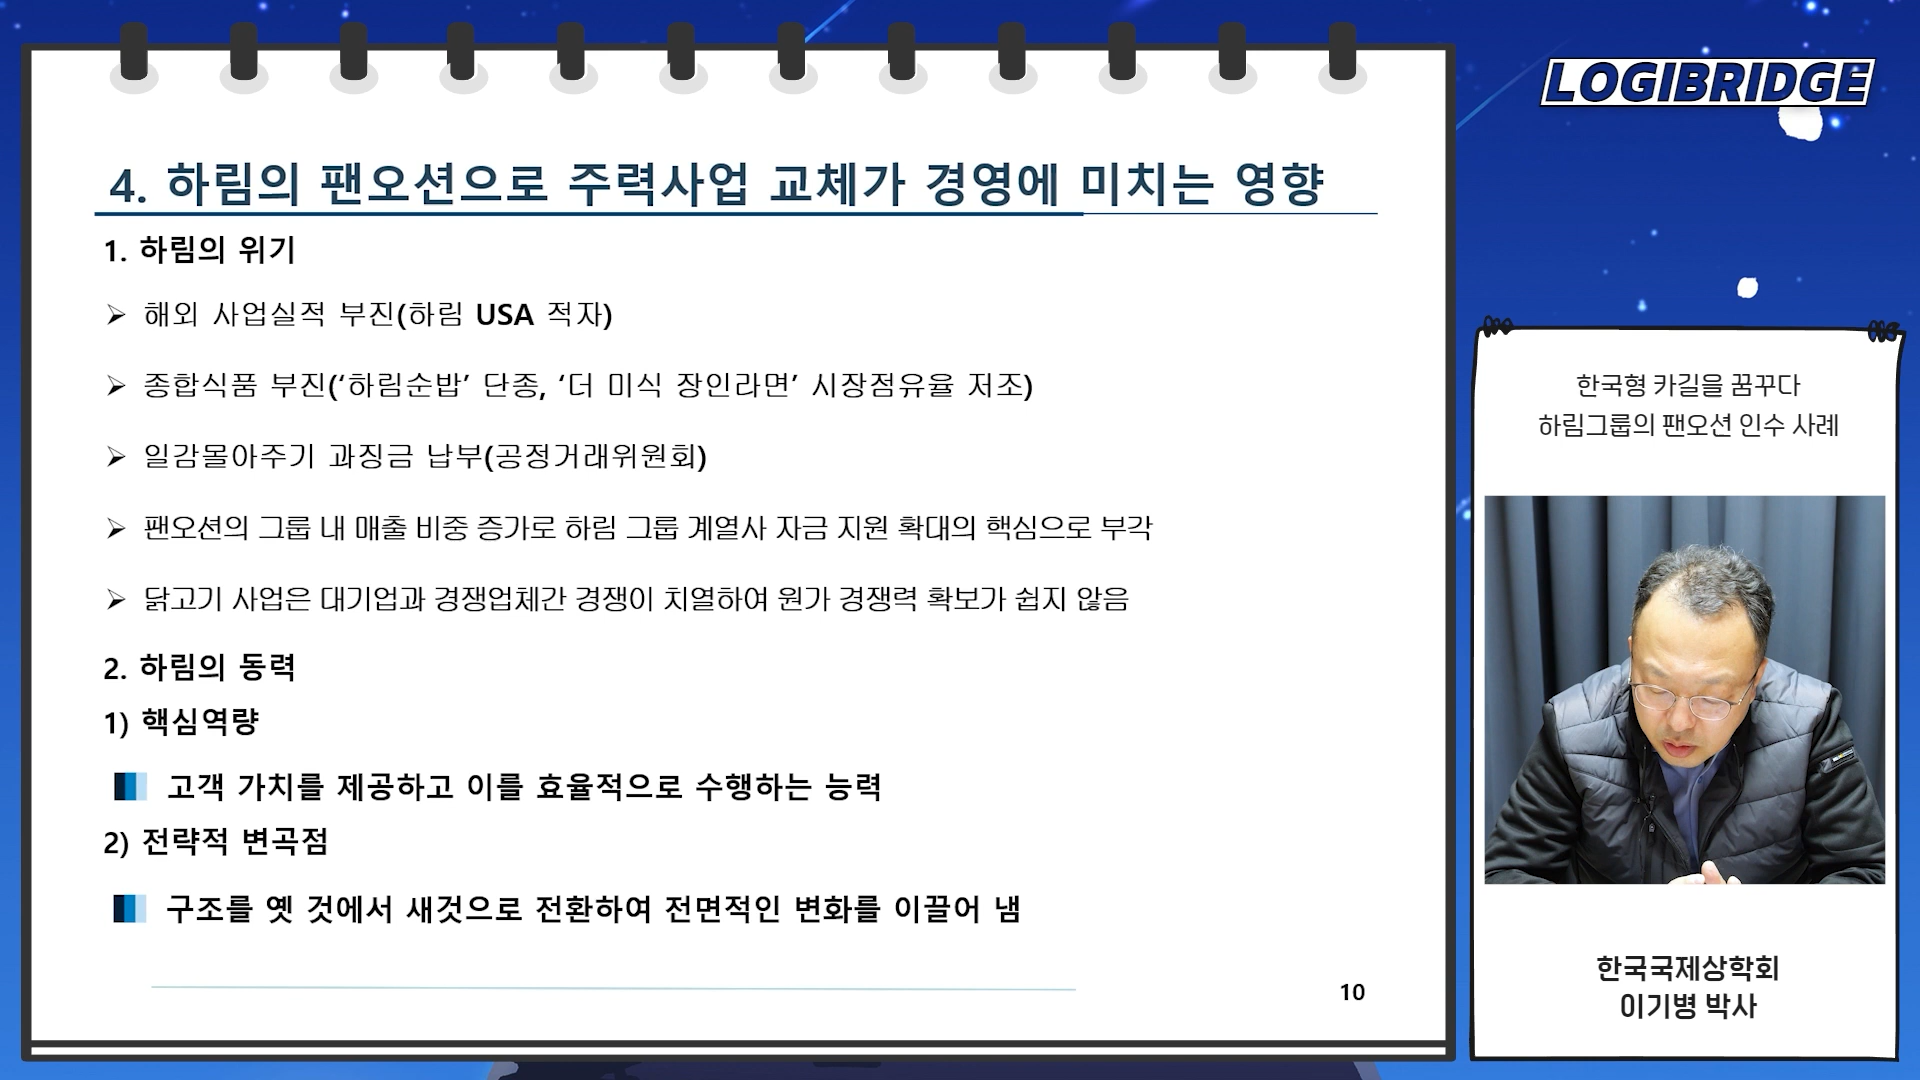 LOGIBRIDGE
4. 하림의 팬오션으로 주력사업 교체가 경영에 미치는 영향
1. 하림의 위기
➢ 해외 사업실적 부진(하림 USA 적자)
➢ 종합식품 부진(‘하림순밥’ 단종, ‘더 미식 장인라면’ 시장점유율 저조)
➢ 일감몰아주기 과징금 납부(공정거래위원회)
➢ 팬오션의 그룹 내 매출 비중 증가로 하림 그룹 계열사 자금 지원 확대의 핵심으로 부각
➢ 닭고기 사업은 대기업과 경쟁업체간 경쟁이 치열하여 원가 경쟁력 확보가 쉽지 않음
2. 하림의 동력
1) 핵심역량
고객 가치를 제공하고 이를 효율적으로 수행하는 능력
2) 전략적 변곡점
구조를 옛 것에서 새것으로 전환하여 전면적인 변화를 이끌어 냄
10
한국형 카길을 꿈꾸다
하림그룹의 팬오션 인수 사례
한국국제상학회
이기병 박사